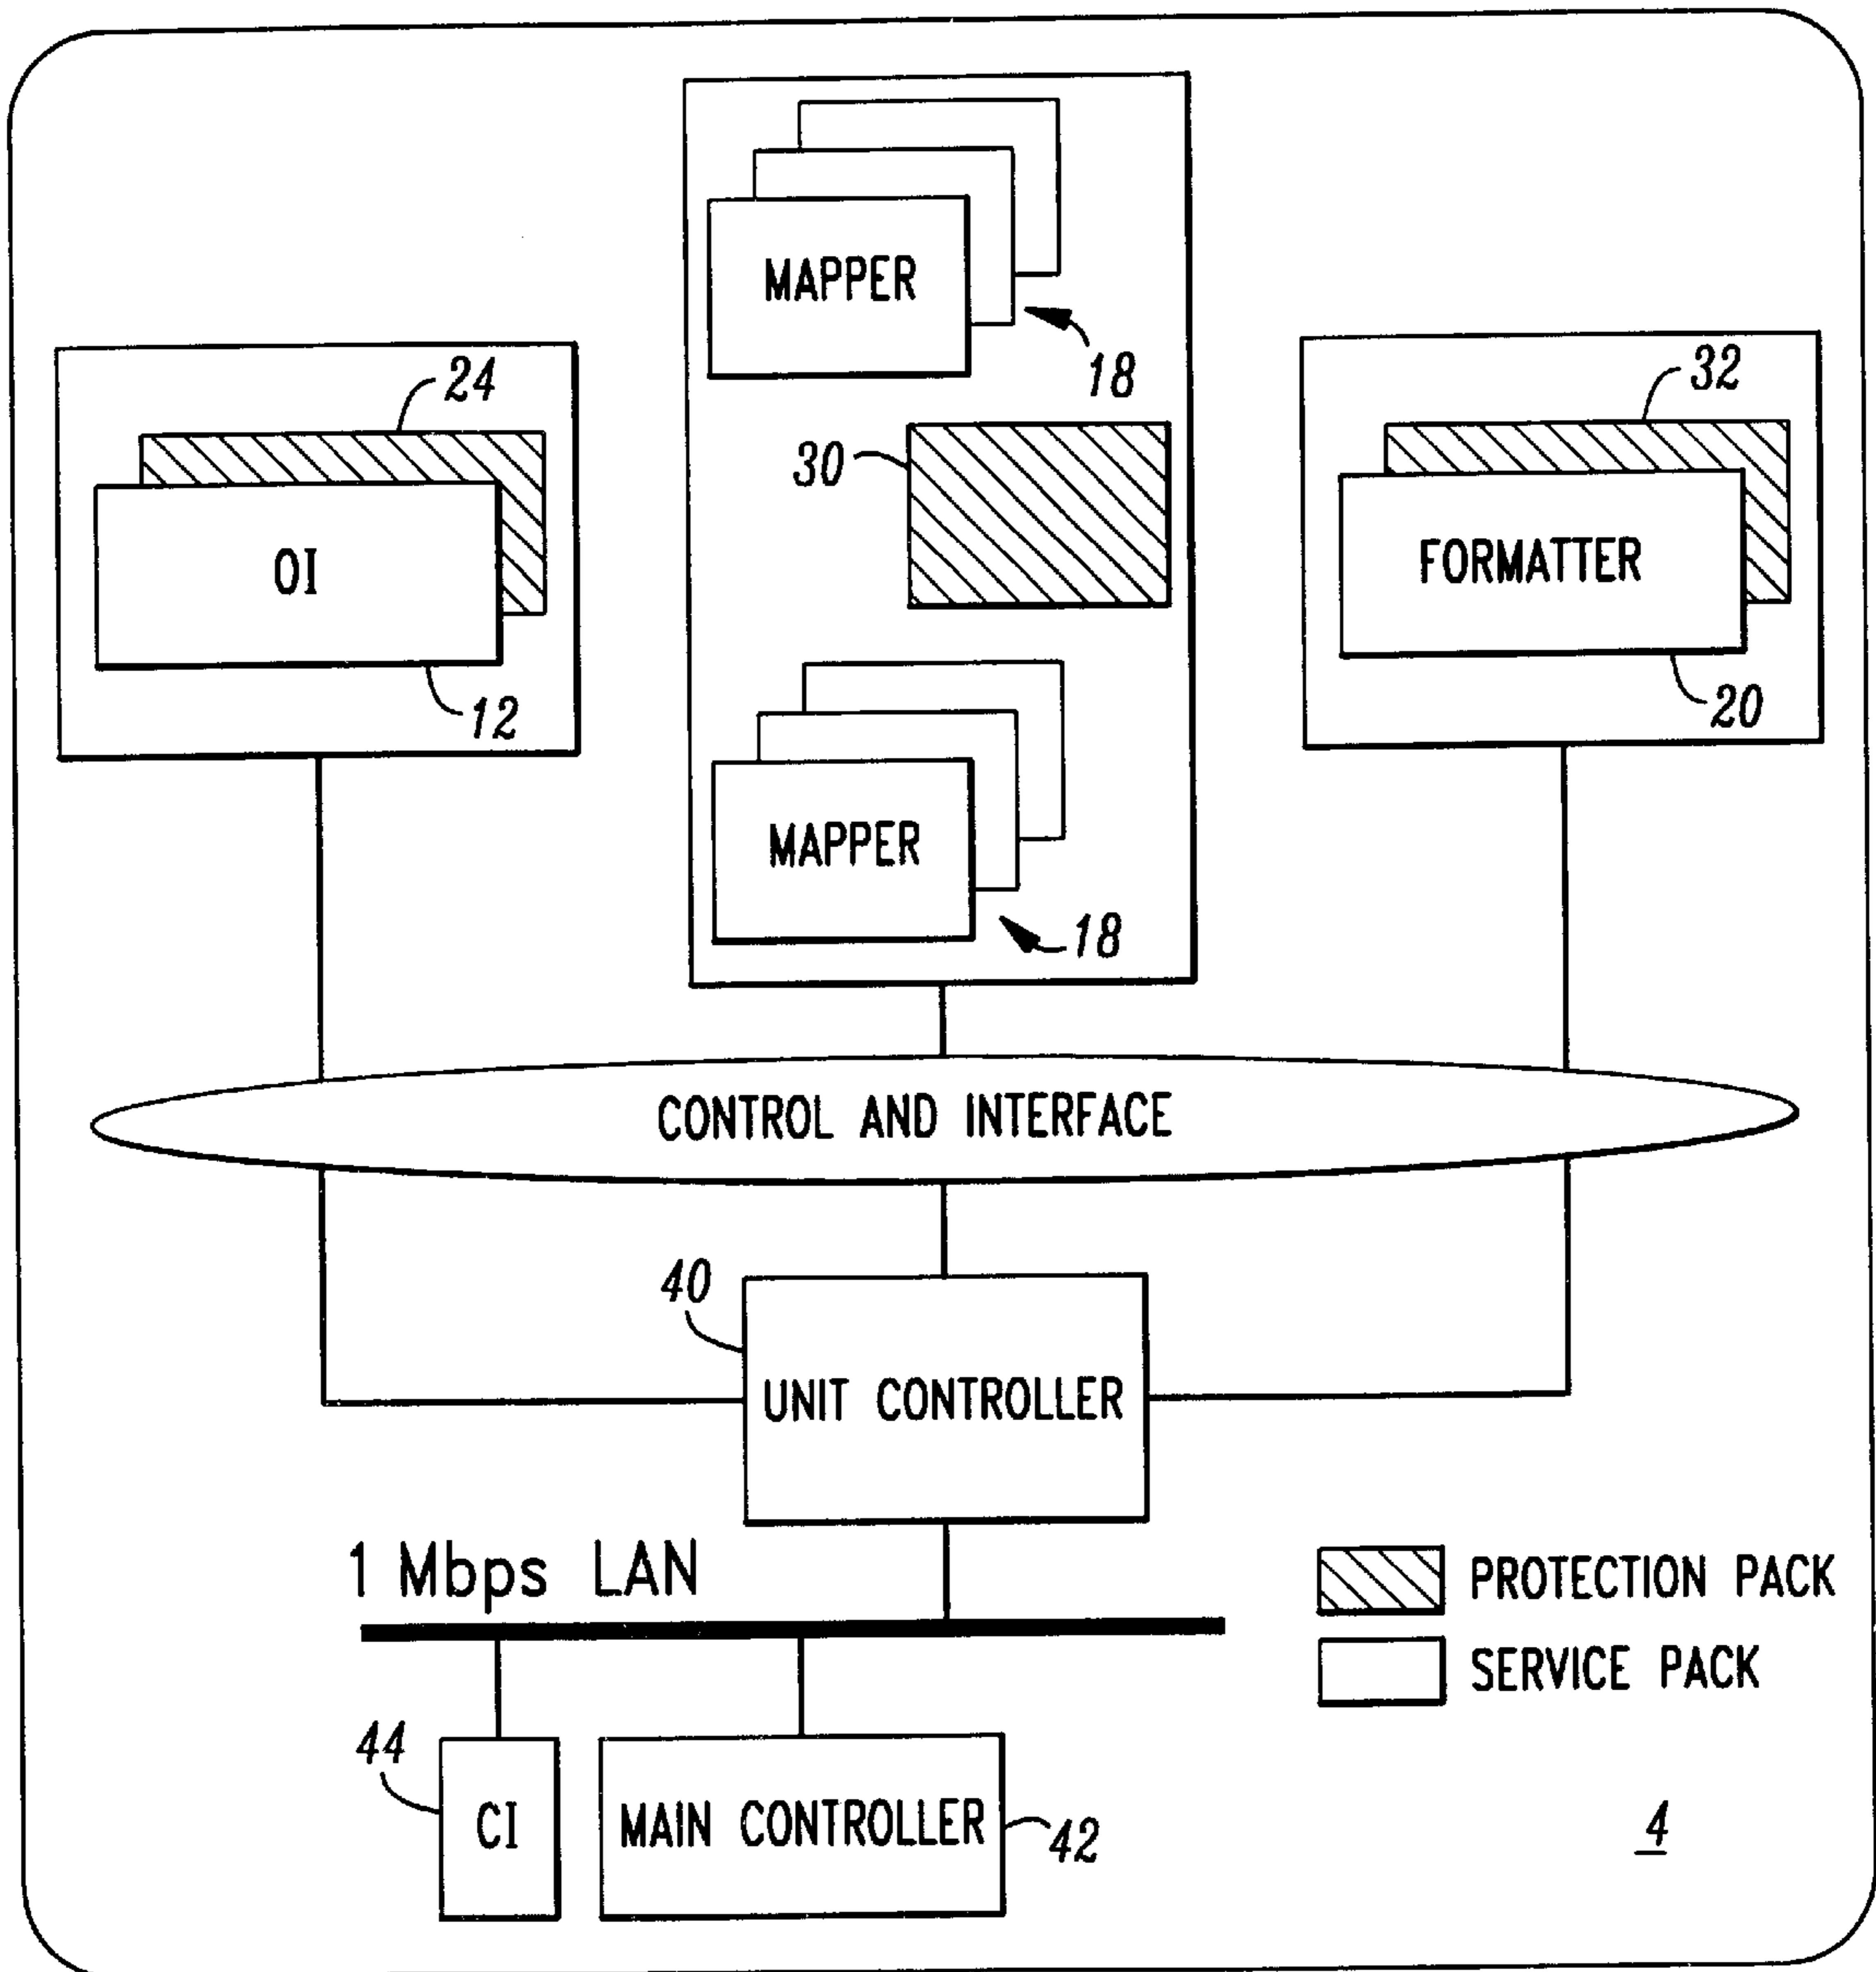 MAPPER
18
24
32
30
OI
FORMATTER
12
20
MAPPER
18
CONTROL AND INTERFACE
40
UNIT CONTROLLER
1 Mbps LAN
PROTECTION PACK
SERVICE PACK
44
CI
MAIN CONTROLLER
42
4